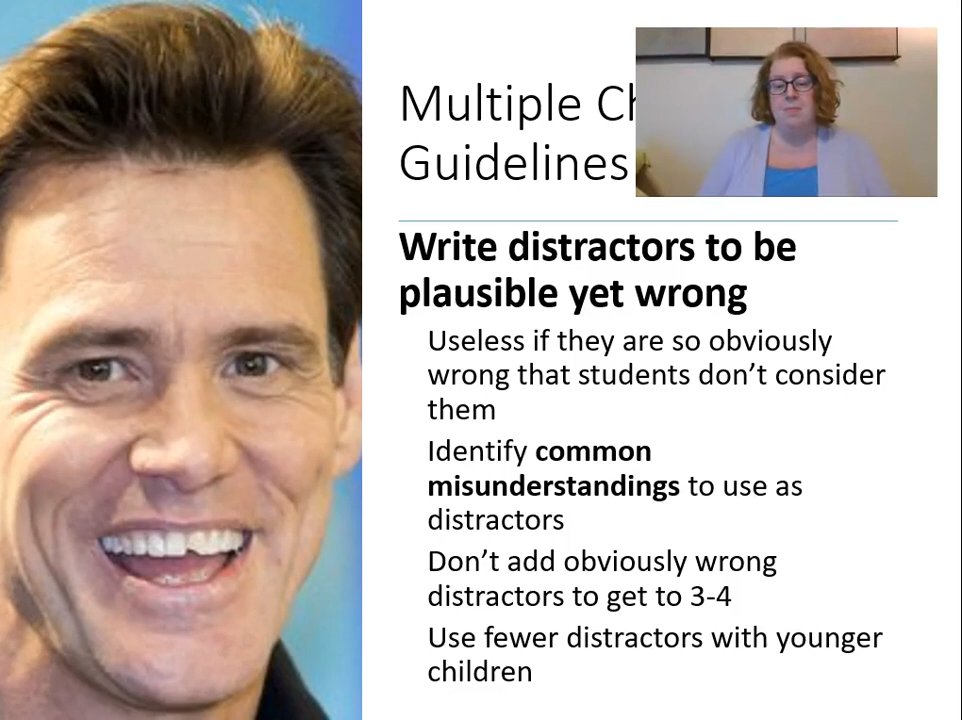 Multiple Ch
Guidelines
Write distractors to be
plausible yet wrong
Useless if they are so obviously
wrong that students don’t consider
them
Identify common
misunderstandings to use as
distractors
Don’t add obviously wrong
distractors to get to 3-4
Use fewer distractors with younger
children